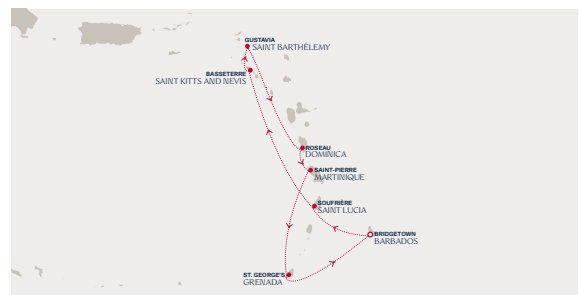 GUSTAVIA
SAINT BARTHÉLEMY
BASSETERRE
SAINT KITTS AND NEVIS
ROSEAU
DOMINICA
SAINT-PIERRE
MARTINIQUE
SOUFRIÈRE
SAINT LUCIA
BRIDGETOWN
BARBADOS
ST. GEORGE'S
GRENADA